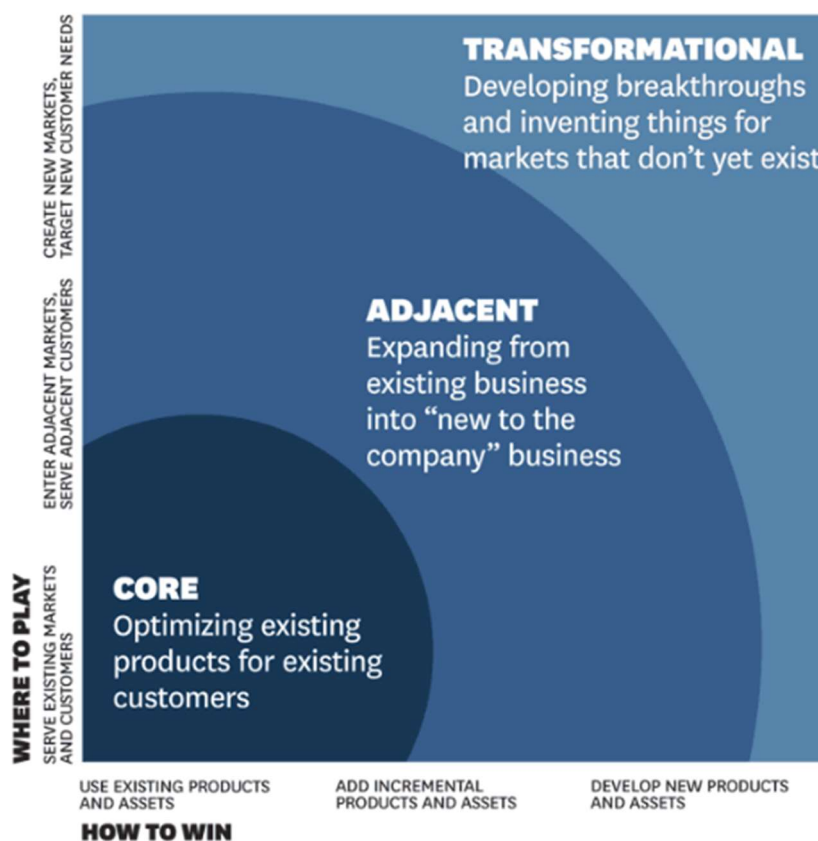 TRANSFORMATIONAL
Developing breakthroughs
and inventing things for
markets that don’t yet exist
ADJACENT
Expanding from
existing business
into “new to the
company” business
CORE
Optimizing existing
products for existing
customers
WHERE TO PLAY
CREATE NEW MARKETS,
TARGET NEW CUSTOMER NEEDS
ENTER ADJACENT MARKETS,
SERVE ADJACENT CUSTOMERS
SERVE EXISTING MARKETS
AND CUSTOMERS
USE EXISTING PRODUCTS
AND ASSETS
ADD INCREMENTAL
PRODUCTS AND ASSETS
DEVELOP NEW PRODUCTS
AND ASSETS
HOW TO WIN